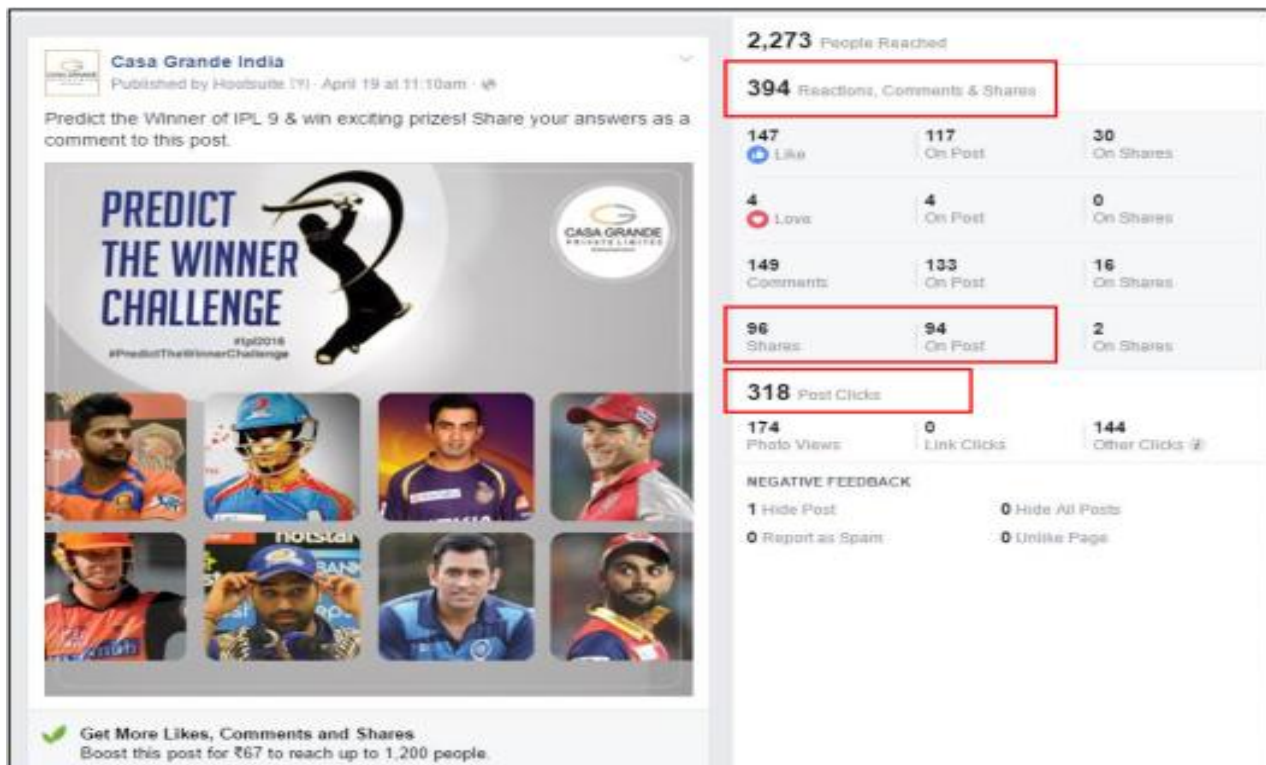 Casa Grande India
Published by Hootsuite [?] · April 19 at 11:10am ·
Predict the Winner of IPL 9 & win exciting prizes! Share your answers as a
comment to this post.
PREDICT
THE WINNER
CHALLENGE
#Ipl2016
#PredictTheWinnerChallenge
CASA GRANDE
PRIVATE LIMITED
hotstar
BANK
Get More Likes, Comments and Shares
Boost this post for ₹67 to reach up to 1,200 people.
2,273 People Reached
394 Reactions, Comments & Shares
147 117 30
Like On Post On Shares
4 4 0
Love On Post On Shares
149 133 16
Comments On Post On Shares
96 94 2
Shares On Post On Shares
318 Post Clicks
174 0 144
Photo Views Link Clicks Other Clicks
NEGATIVE FEEDBACK
1 Hide Post 0 Hide All Posts
0 Report as Spam 0 Unlike Page